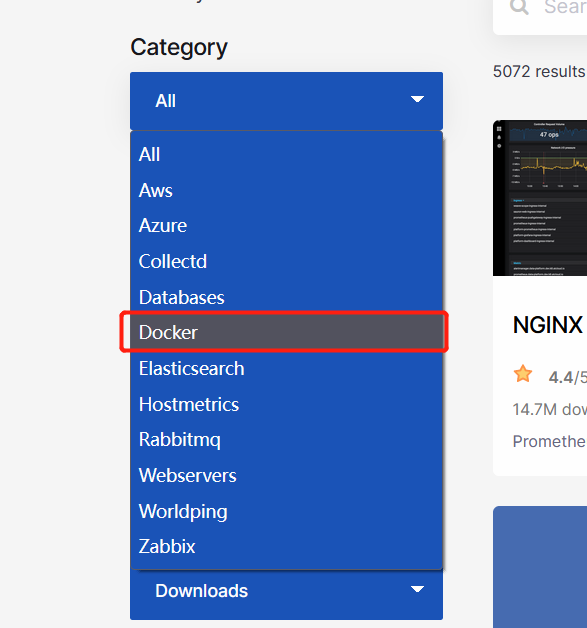 Category
All
All
Aws
Azure
Collectd
Databases
Docker
Elasticsearch
Hostmetrics
Rabbitmq
Webservers
Worldping
Zabbix
Downloads
Sear
5072 results
47 ops
NGINX
4.4/5
14.7M dow
Promethe